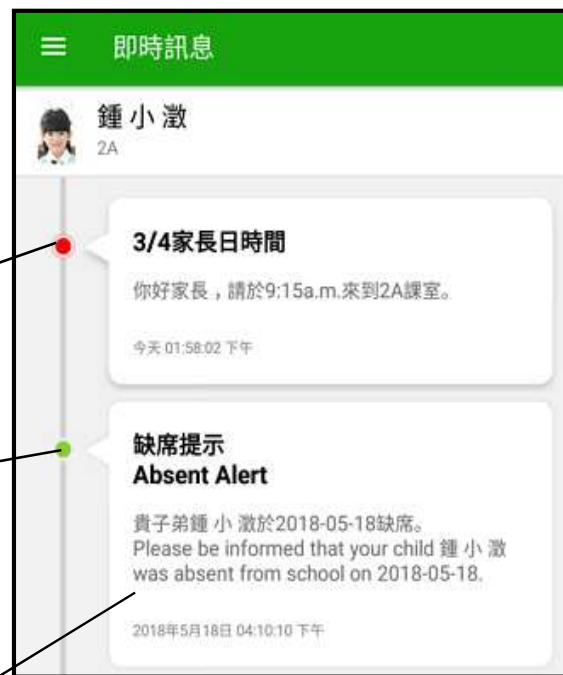 即時訊息
鍾 小 澂
2A
3/4家長日時間
你好家長，請於9:15a.m.來到2A課室。
今天 01:58:02 下午
缺席提示
Absent Alert
貴子弟鍾 小 澂於2018-05-18缺席。
Please be informed that your child 鍾 小 澂
was absent from school on 2018-05-18.
2018年5月18日 04:10:10 下午